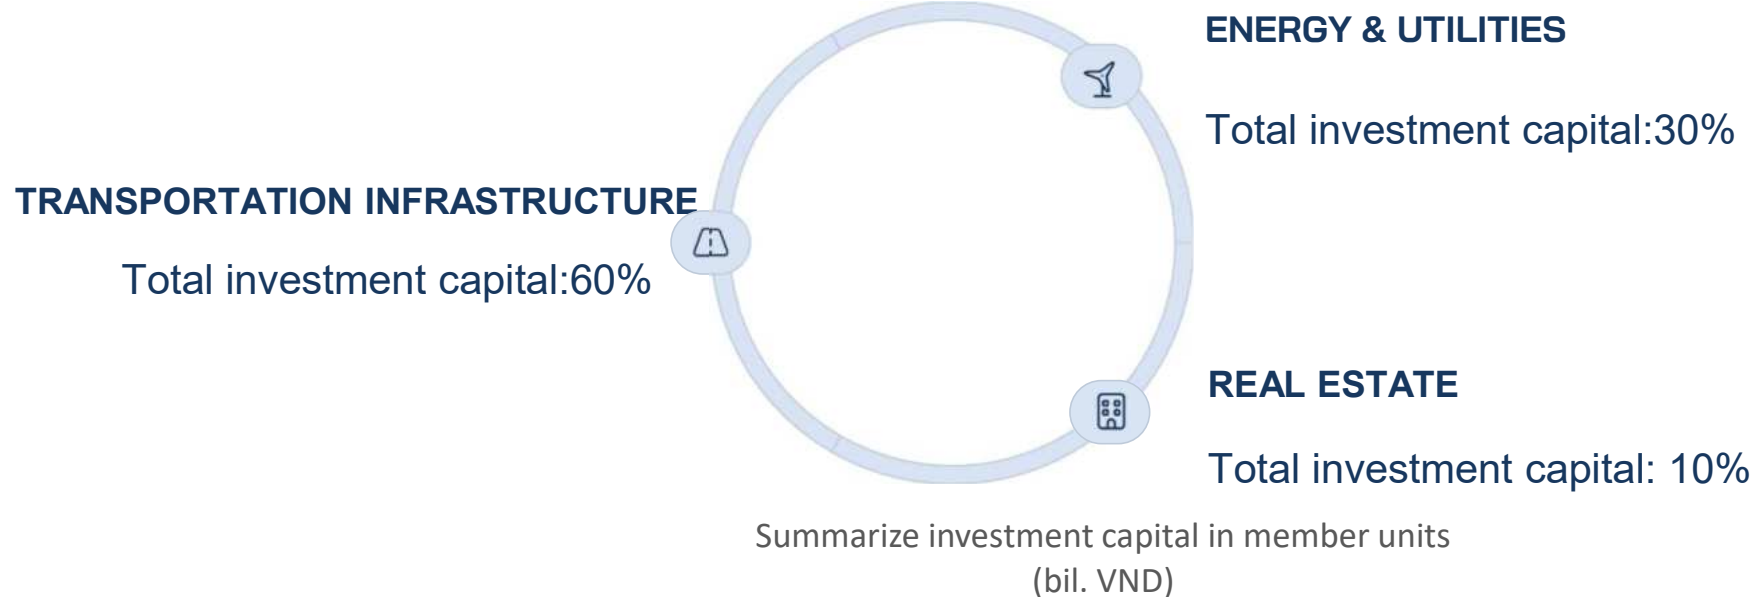 ENERGY & UTILITIES
Total investment capital:30%
TRANSPORTATION INFRASTRUCTURE
Total investment capital:60%
REAL ESTATE
Total investment capital: 10%
Summarize investment capital in member units
(bil. VND)